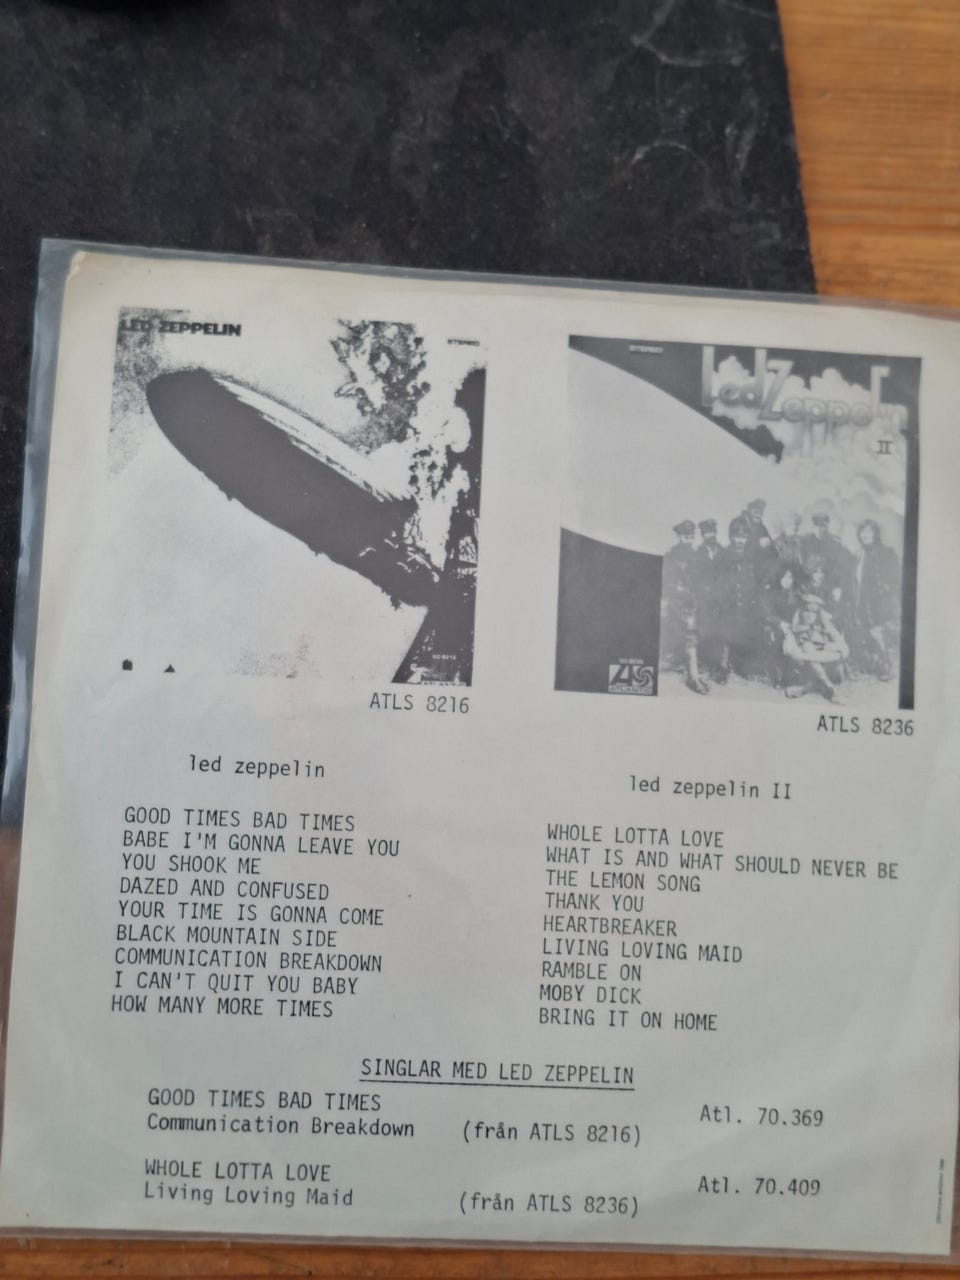 LED ZEPPELIN
STEREO
STEREO
Led Zeppelin
II
ATLANTIC
ATLS 8216
ATLS 8236
led zeppelin
GOOD TIMES BAD TIMES
BABE I'M GONNA LEAVE YOU
YOU SHOOK ME
DAZED AND CONFUSED
YOUR TIME IS GONNA COME
BLACK MOUNTAIN SIDE
COMMUNICATION BREAKDOWN
I CAN'T QUIT YOU BABY
HOW MANY MORE TIMES
led zeppelin II
WHOLE LOTTA LOVE
WHAT IS AND WHAT SHOULD NEVER BE
THE LEMON SONG
THANK YOU
HEARTBREAKER
LIVING LOVING MAID
RAMBLE ON
MOBY DICK
BRING IT ON HOME
SINGLAR MED LED ZEPPELIN
GOOD TIMES BAD TIMES
Communication Breakdown (från ATLS 8216) Atl. 70.369
WHOLE LOTTA LOVE
Living Loving Maid (från ATLS 8236) Atl. 70.409